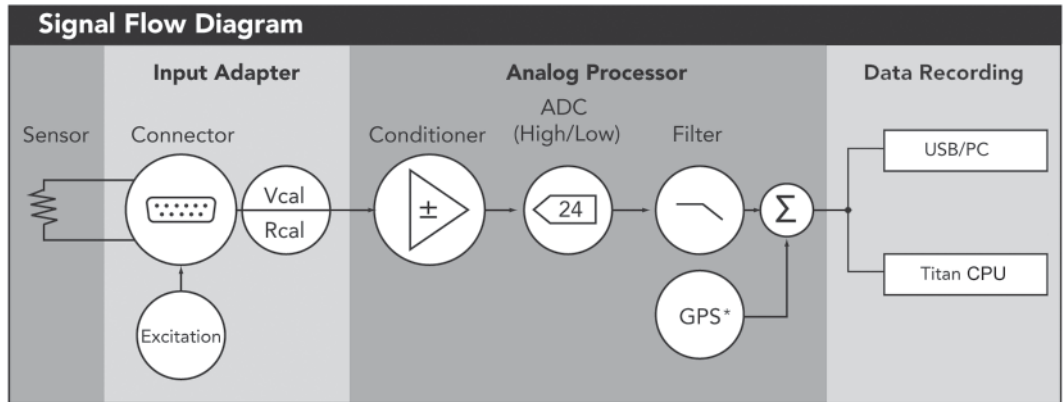 Signal Flow Diagram
Input Adapter
Analog Processor
Data Recording
Sensor
Connector
Conditioner
ADC
(High/Low)
Filter
USB/PC
Vcal
Rcal
±
24
Σ
Titan CPU
GPS*
Excitation